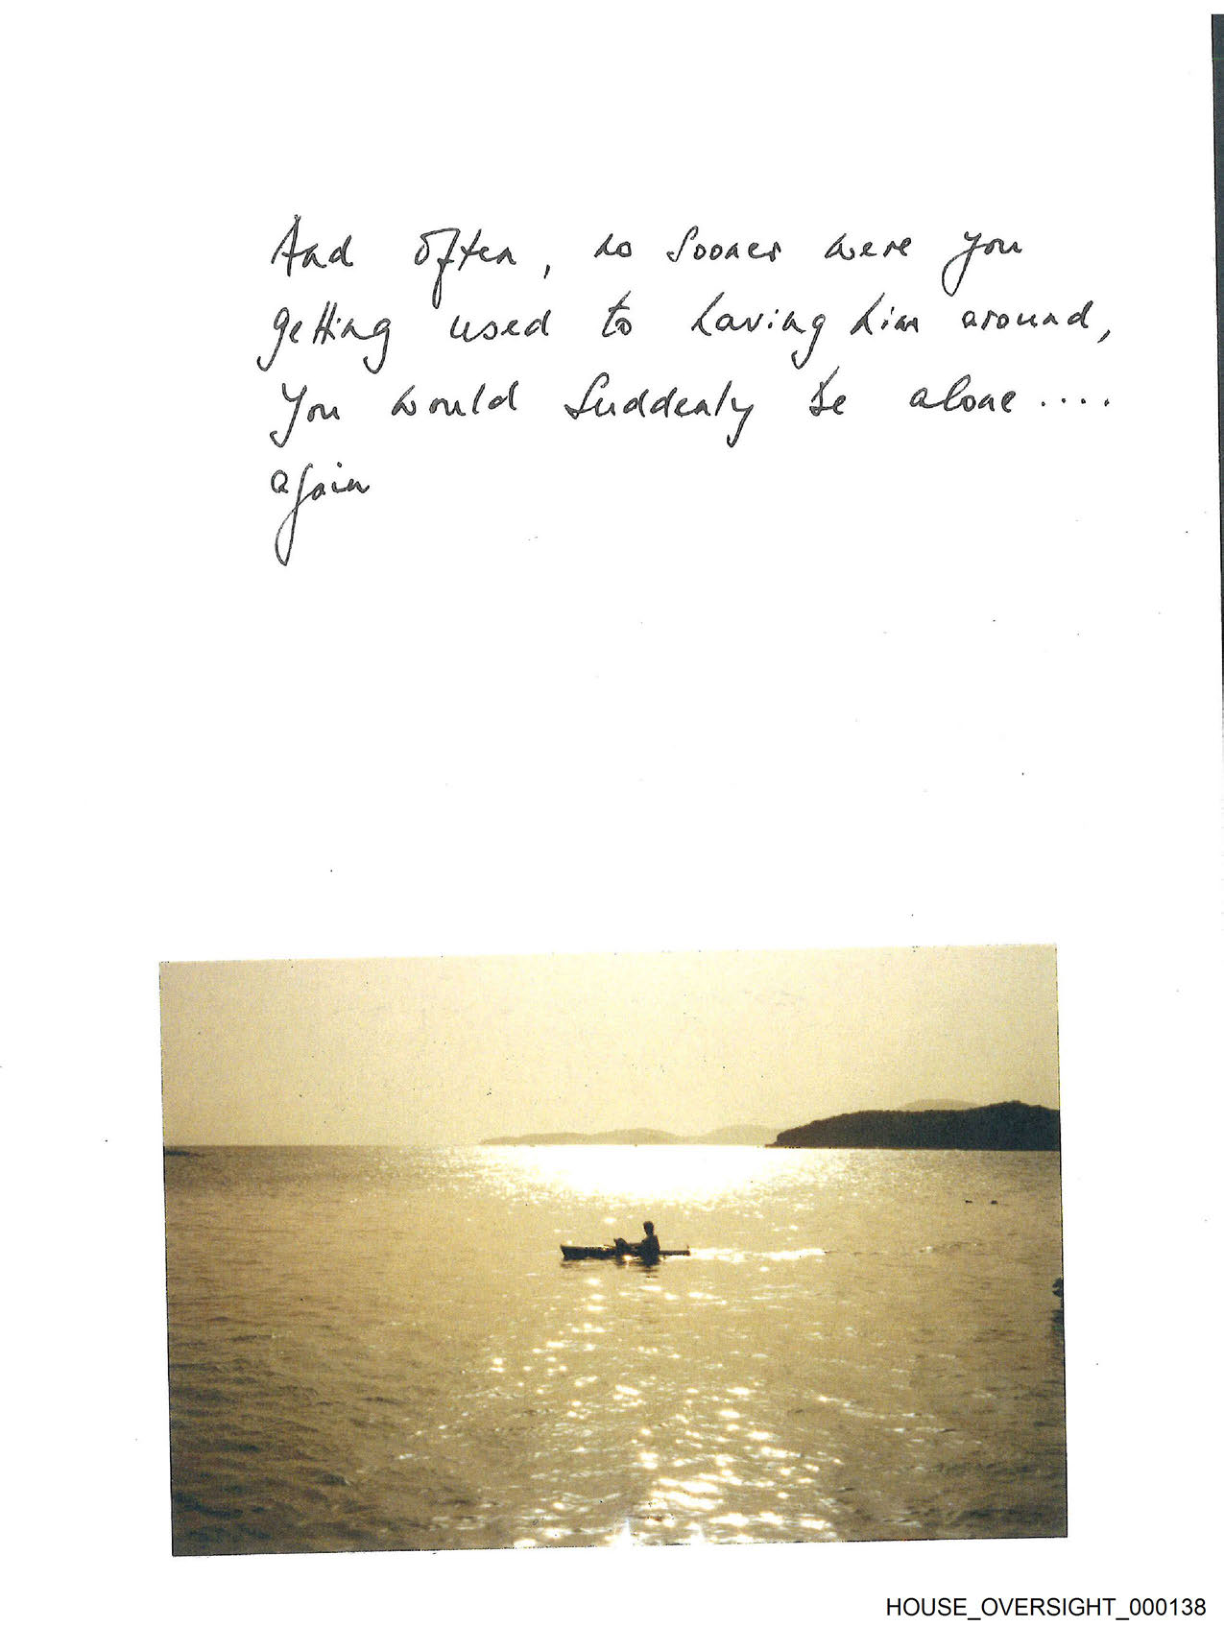 And often, no sooner were you
getting used to having him around,
you would suddenly be alone....
again
HOUSE_OVERSIGHT_000138